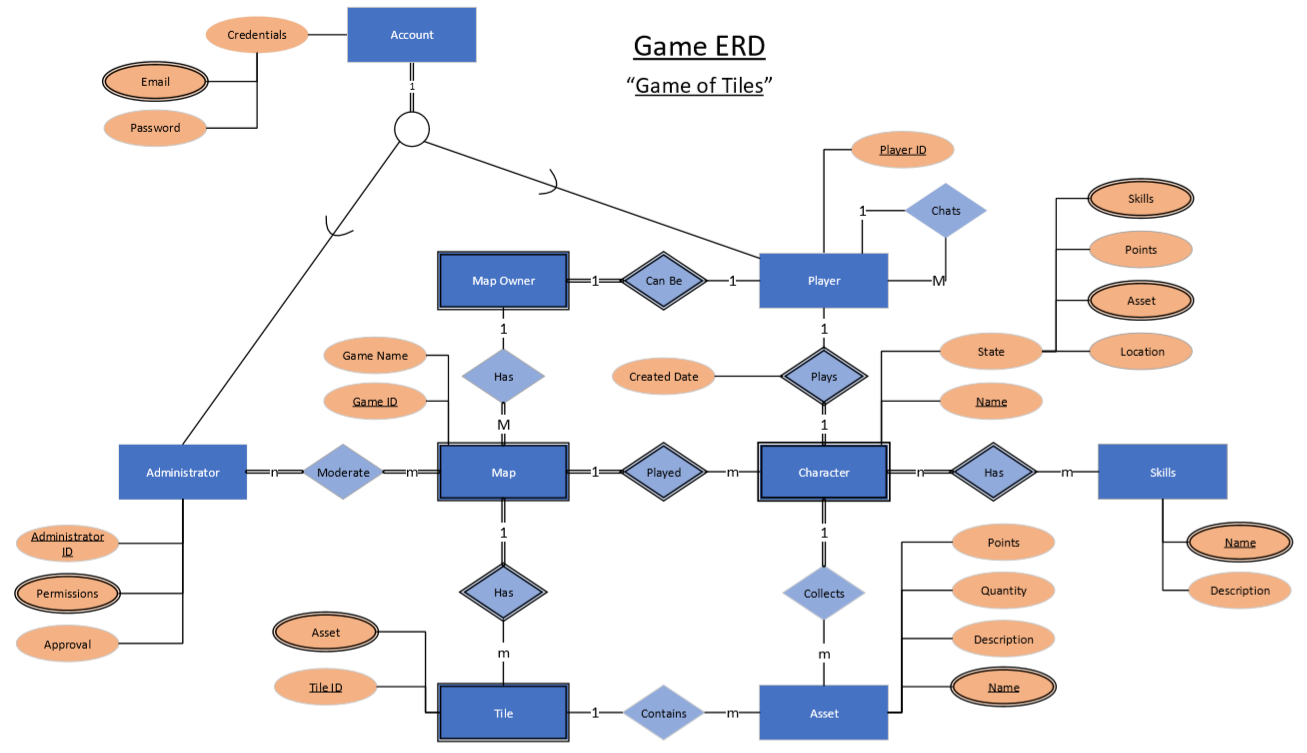 Game ERD
“Game of Tiles”
Credentials
Account
Email
1
Password
Player ID
Skills
1
Chats
Points
Map Owner
1
Can Be
1
Player
M
Asset
1
1
Game Name
State
Location
Has
Created Date
Plays
Game ID
Name
M
1
Administrator
n
Moderate
m
Map
1
Played
m
Character
n
Has
m
Skills
1
1
Administrator
ID
Points
Name
Permissions
Has
Collects
Quantity
Description
Asset
Description
Approval
m
m
Tile ID
Name
Tile
1
Contains
m
Asset